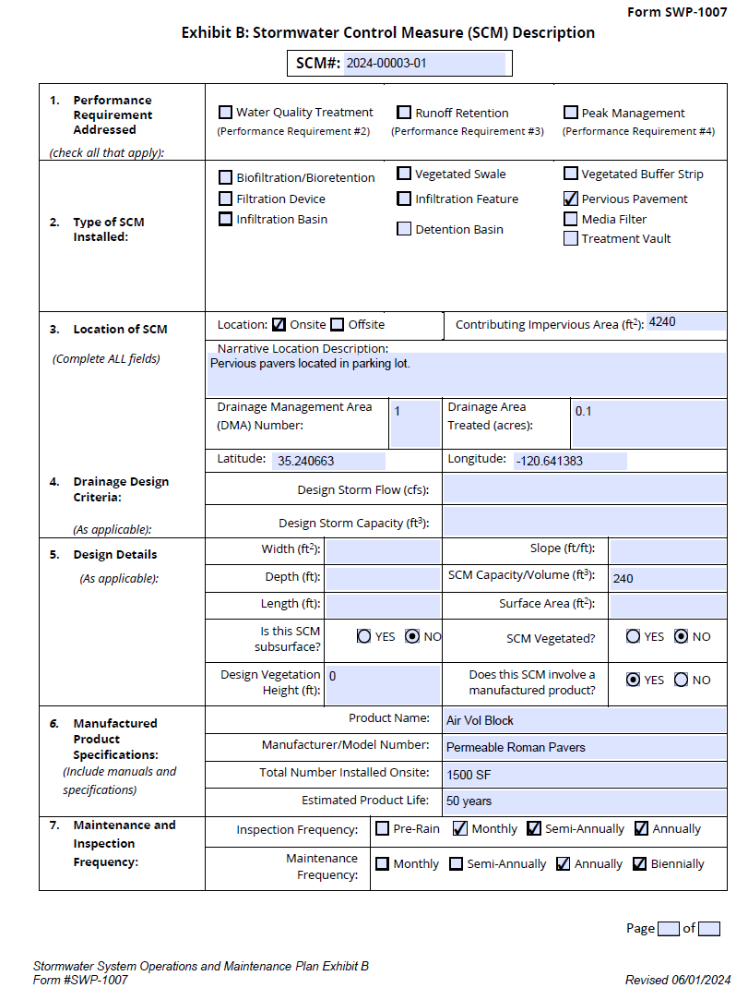 Form SWP-1007
Exhibit B: Stormwater Control Measure (SCM) Description
SCM#: 2024-00003-01
1. Performance Requirement Addressed
(check all that apply):
Water Quality Treatment
(Performance Requirement #2)
Runoff Retention
(Performance Requirement #3)
Peak Management
(Performance Requirement #4)
2. Type of SCM Installed:
Biofiltration/Bioretention
Vegetated Swale
Vegetated Buffer Strip
Filtration Device
Infiltration Feature
Pervious Pavement
Infiltration Basin
Detention Basin
Media Filter
Treatment Vault
3. Location of SCM
(Complete ALL fields)
Location: Onsite Offsite
Contributing Impervious Area (ft²): 4240
Narrative Location Description:
Pervious pavers located in parking lot.
Drainage Management Area (DMA) Number: 1
Drainage Area Treated (acres): 0.1
Latitude: 35.240663
Longitude: -120.641383
4. Drainage Design Criteria:
(As applicable):
Design Storm Flow (cfs):
Design Storm Capacity (ft³):
5. Design Details
(As applicable):
Width (ft²):
Slope (ft/ft):
Depth (ft):
SCM Capacity/Volume (ft³): 240
Length (ft):
Surface Area (ft²):
Is this SCM subsurface? YES NO
SCM Vegetated? YES NO
Design Vegetation Height (ft): 0
Does this SCM involve a manufactured product? YES NO
6. Manufactured Product Specifications:
(Include manuals and specifications)
Product Name: Air Vol Block
Manufacturer/Model Number: Permeable Roman Pavers
Total Number Installed Onsite: 1500 SF
Estimated Product Life: 50 years
7. Maintenance and Inspection Frequency:
Inspection Frequency: Pre-Rain Monthly Semi-Annually Annually
Maintenance Frequency: Monthly Semi-Annually Annually Biennially
Page of
Stormwater System Operations and Maintenance Plan Exhibit B
Form #SWP-1007
Revised 06/01/2024